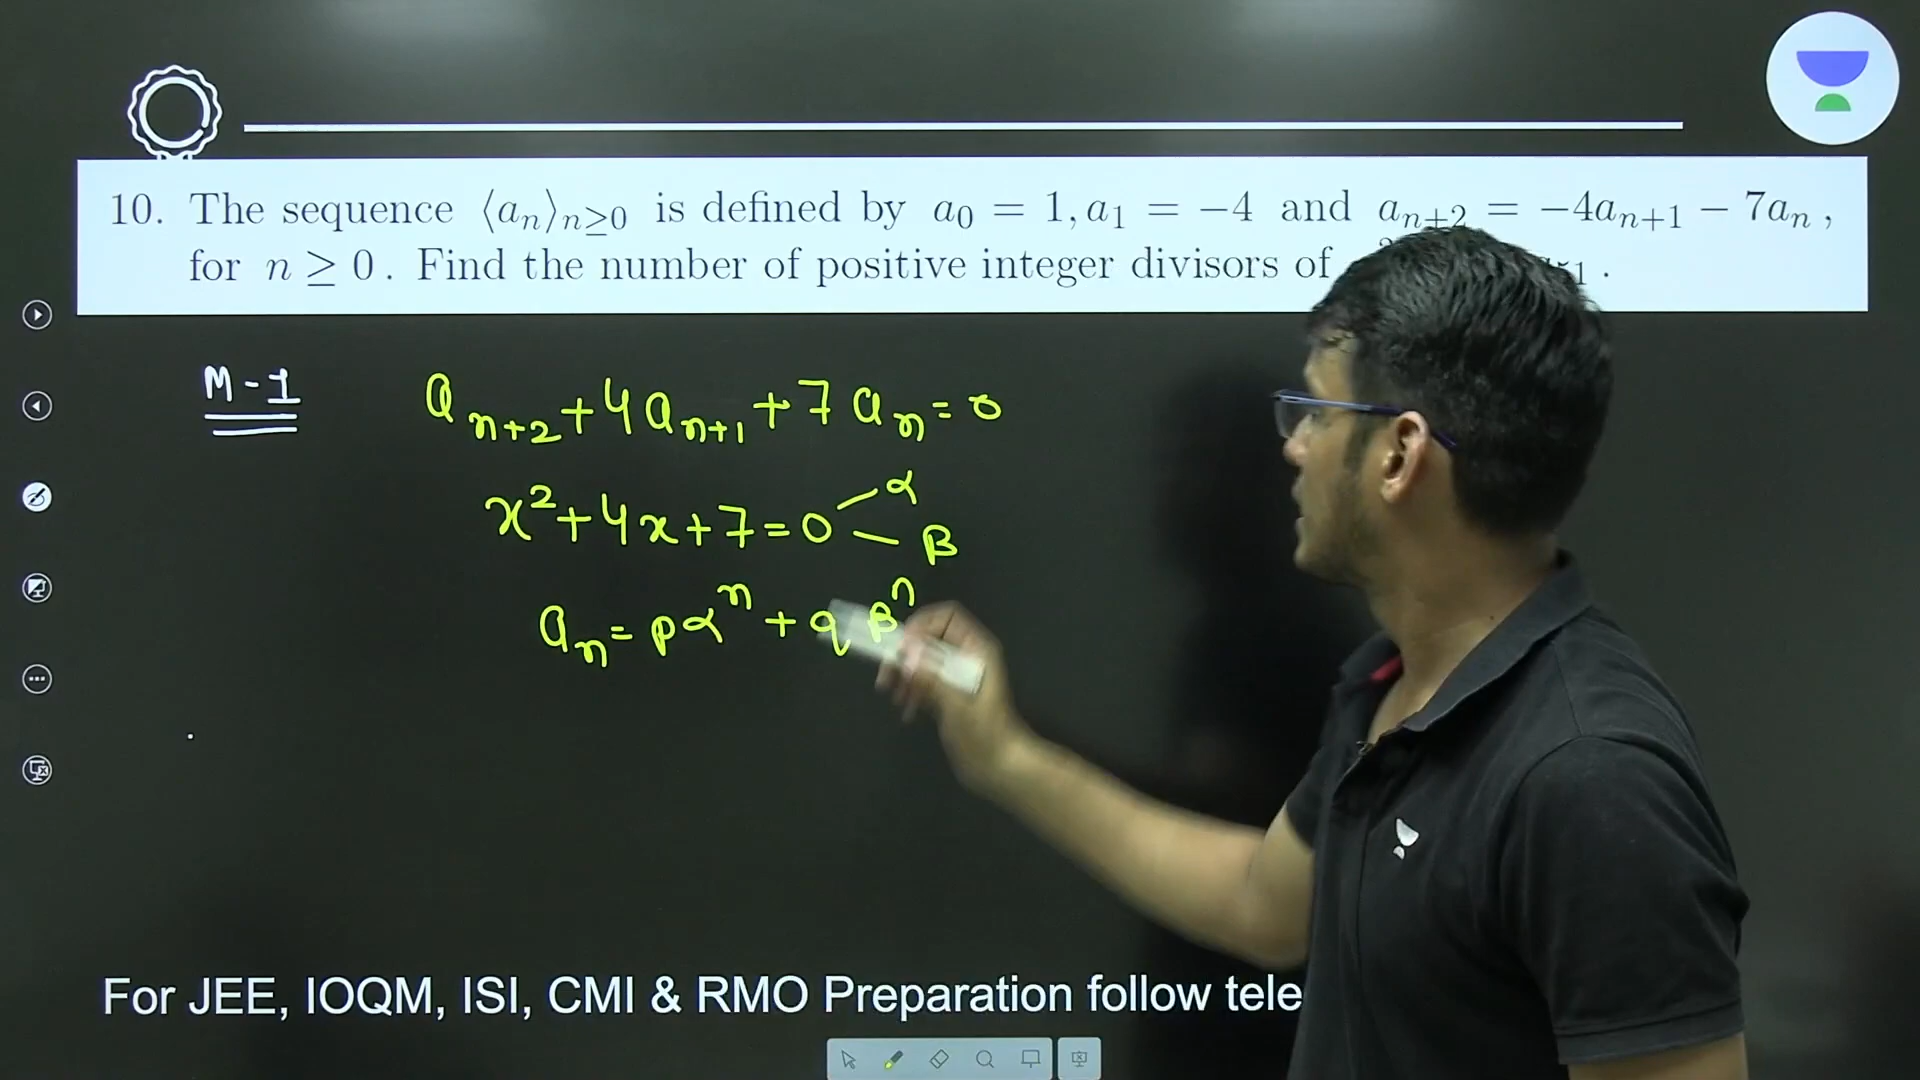 10. The sequence ⟨aₙ⟩ₙ≥₀ is defined by a₀ = 1, a₁ = −4 and aₙ₊₂ = −4aₙ₊₁ − 7aₙ ,
for n ≥ 0 . Find the number of positive integer divisors of
M-1
aₙ₊₂ + 4aₙ₊₁ + 7aₙ = 0
x² + 4x + 7 = 0 α
β
aₙ = pαⁿ + qβⁿ
For JEE, IOQM, ISI, CMI & RMO Preparation follow tele